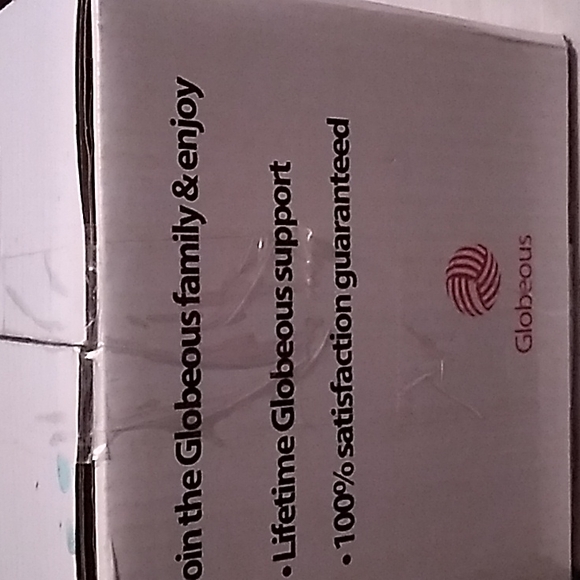 oin the Globeous family & enjoy
• Lifetime Globeous support
• 100% satisfaction guaranteed
Globeous